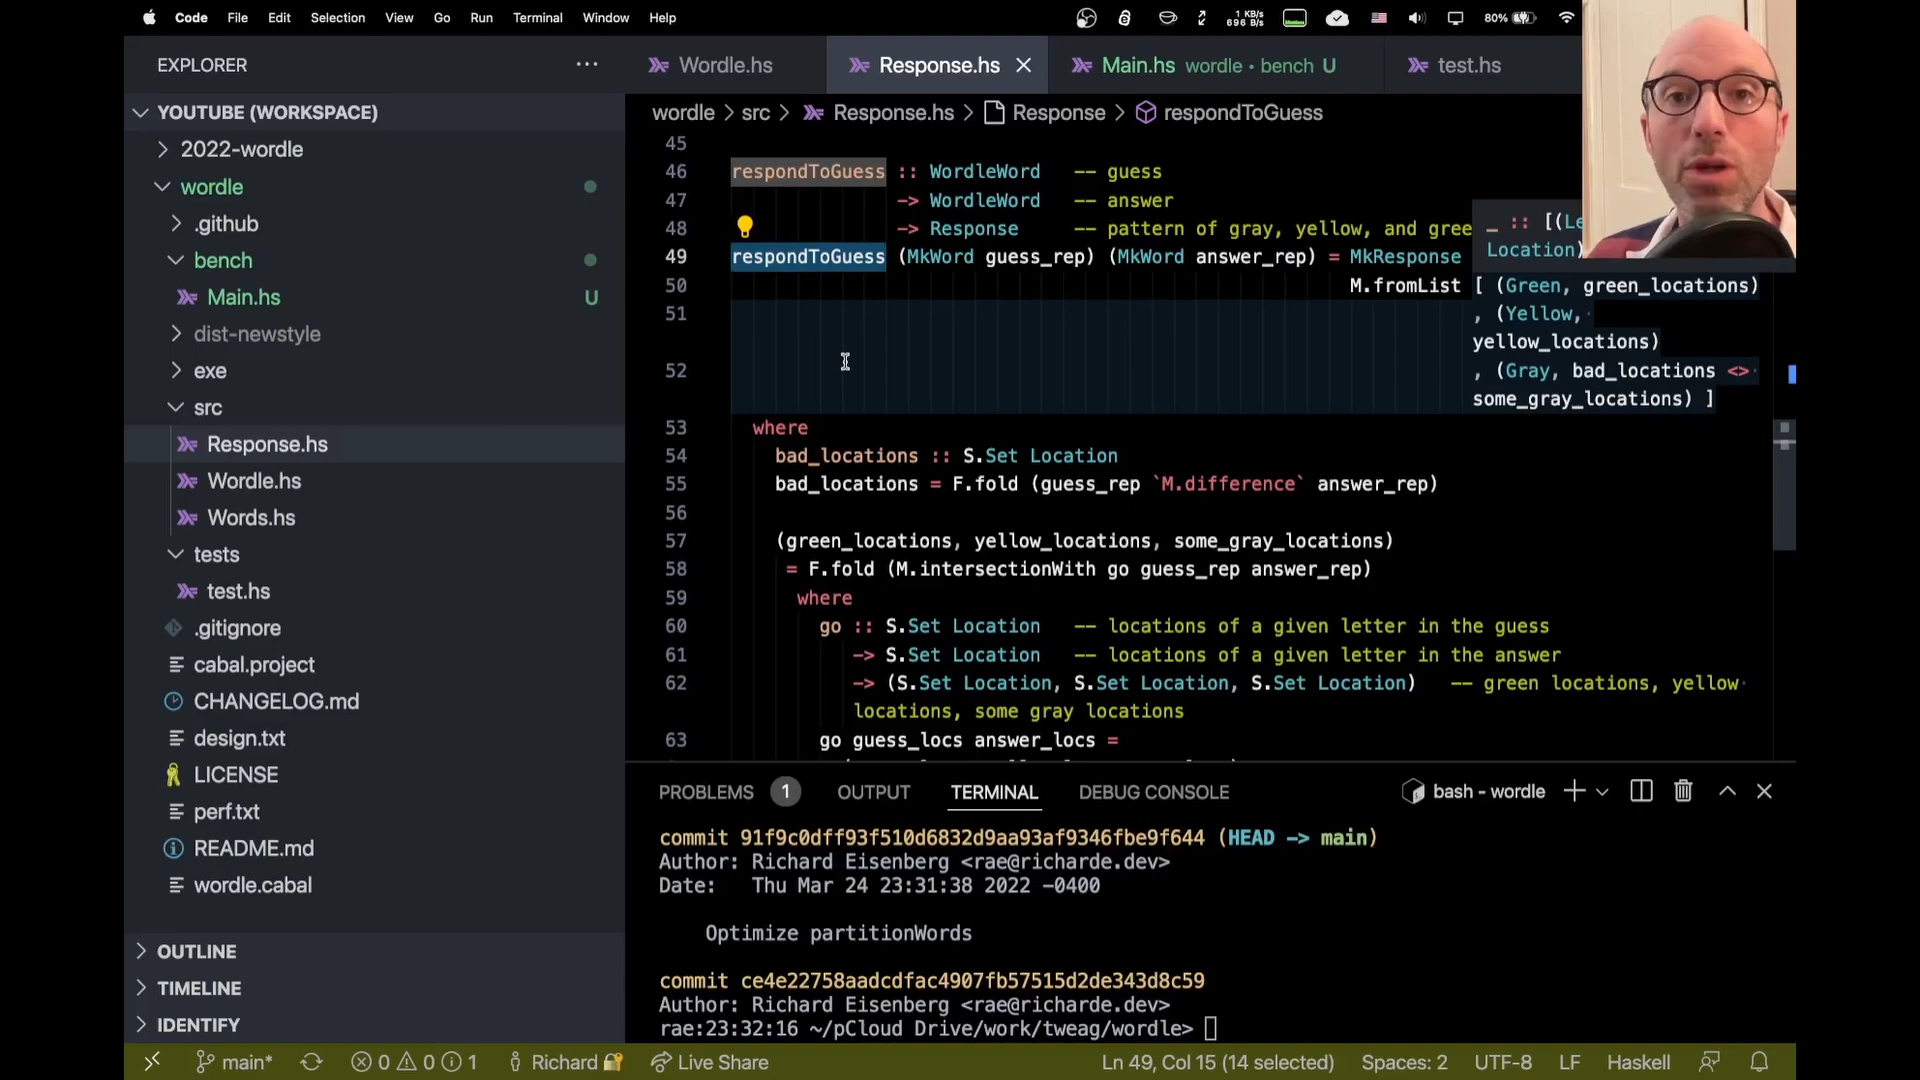 Code File Edit Selection View Go Run Terminal Window Help
1 KB/s
696 B/s
80%
EXPLORER
Wordle.hs
Response.hs
Main.hs wordle • bench U
test.hs
YOUTUBE (WORKSPACE)
2022-wordle
wordle
.github
bench
Main.hs U
dist-newstyle
exe
src
Response.hs
Wordle.hs
Words.hs
tests
test.hs
.gitignore
cabal.project
CHANGELOG.md
design.txt
LICENSE
perf.txt
README.md
wordle.cabal
OUTLINE
TIMELINE
IDENTIFY
wordle > src > Response.hs > Response > respondToGuess
45
46 respondToGuess :: WordleWord -- guess
47 -> WordleWord -- answer
48 -> Response -- pattern of gray, yellow, and gree
_ :: [(Le
Location)
49 respondToGuess (MkWord guess_rep) (MkWord answer_rep) = MkResponse
50 M.fromList [ (Green, green_locations)
51 , (Yellow,·
yellow_locations)
52 , (Gray, bad_locations <>·
some_gray_locations) ]
53 where
54 bad_locations :: S.Set Location
55 bad_locations = F.fold (guess_rep `M.difference` answer_rep)
56
57 (green_locations, yellow_locations, some_gray_locations)
58 = F.fold (M.intersectionWith go guess_rep answer_rep)
59 where
60 go :: S.Set Location -- locations of a given letter in the guess
61 -> S.Set Location -- locations of a given letter in the answer
62 -> (S.Set Location, S.Set Location, S.Set Location) -- green locations, yellow·
locations, some gray locations
63 go guess_locs answer_locs =
PROBLEMS 1 OUTPUT TERMINAL DEBUG CONSOLE bash - wordle
commit 91f9c0dff93f510d6832d9aa93af9346fbe9f644 (HEAD -> main)
Author: Richard Eisenberg <rae@richarde.dev>
Date: Thu Mar 24 23:31:38 2022 -0400
Optimize partitionWords
commit ce4e22758aadcdfac4907fb57515d2de343d8c59
Author: Richard Eisenberg <rae@richarde.dev>
rae:23:32:16 ~/pCloud Drive/work/tweag/wordle>
main* 0 0 1 Richard Live Share Ln 49, Col 15 (14 selected) Spaces: 2 UTF-8 LF Haskell